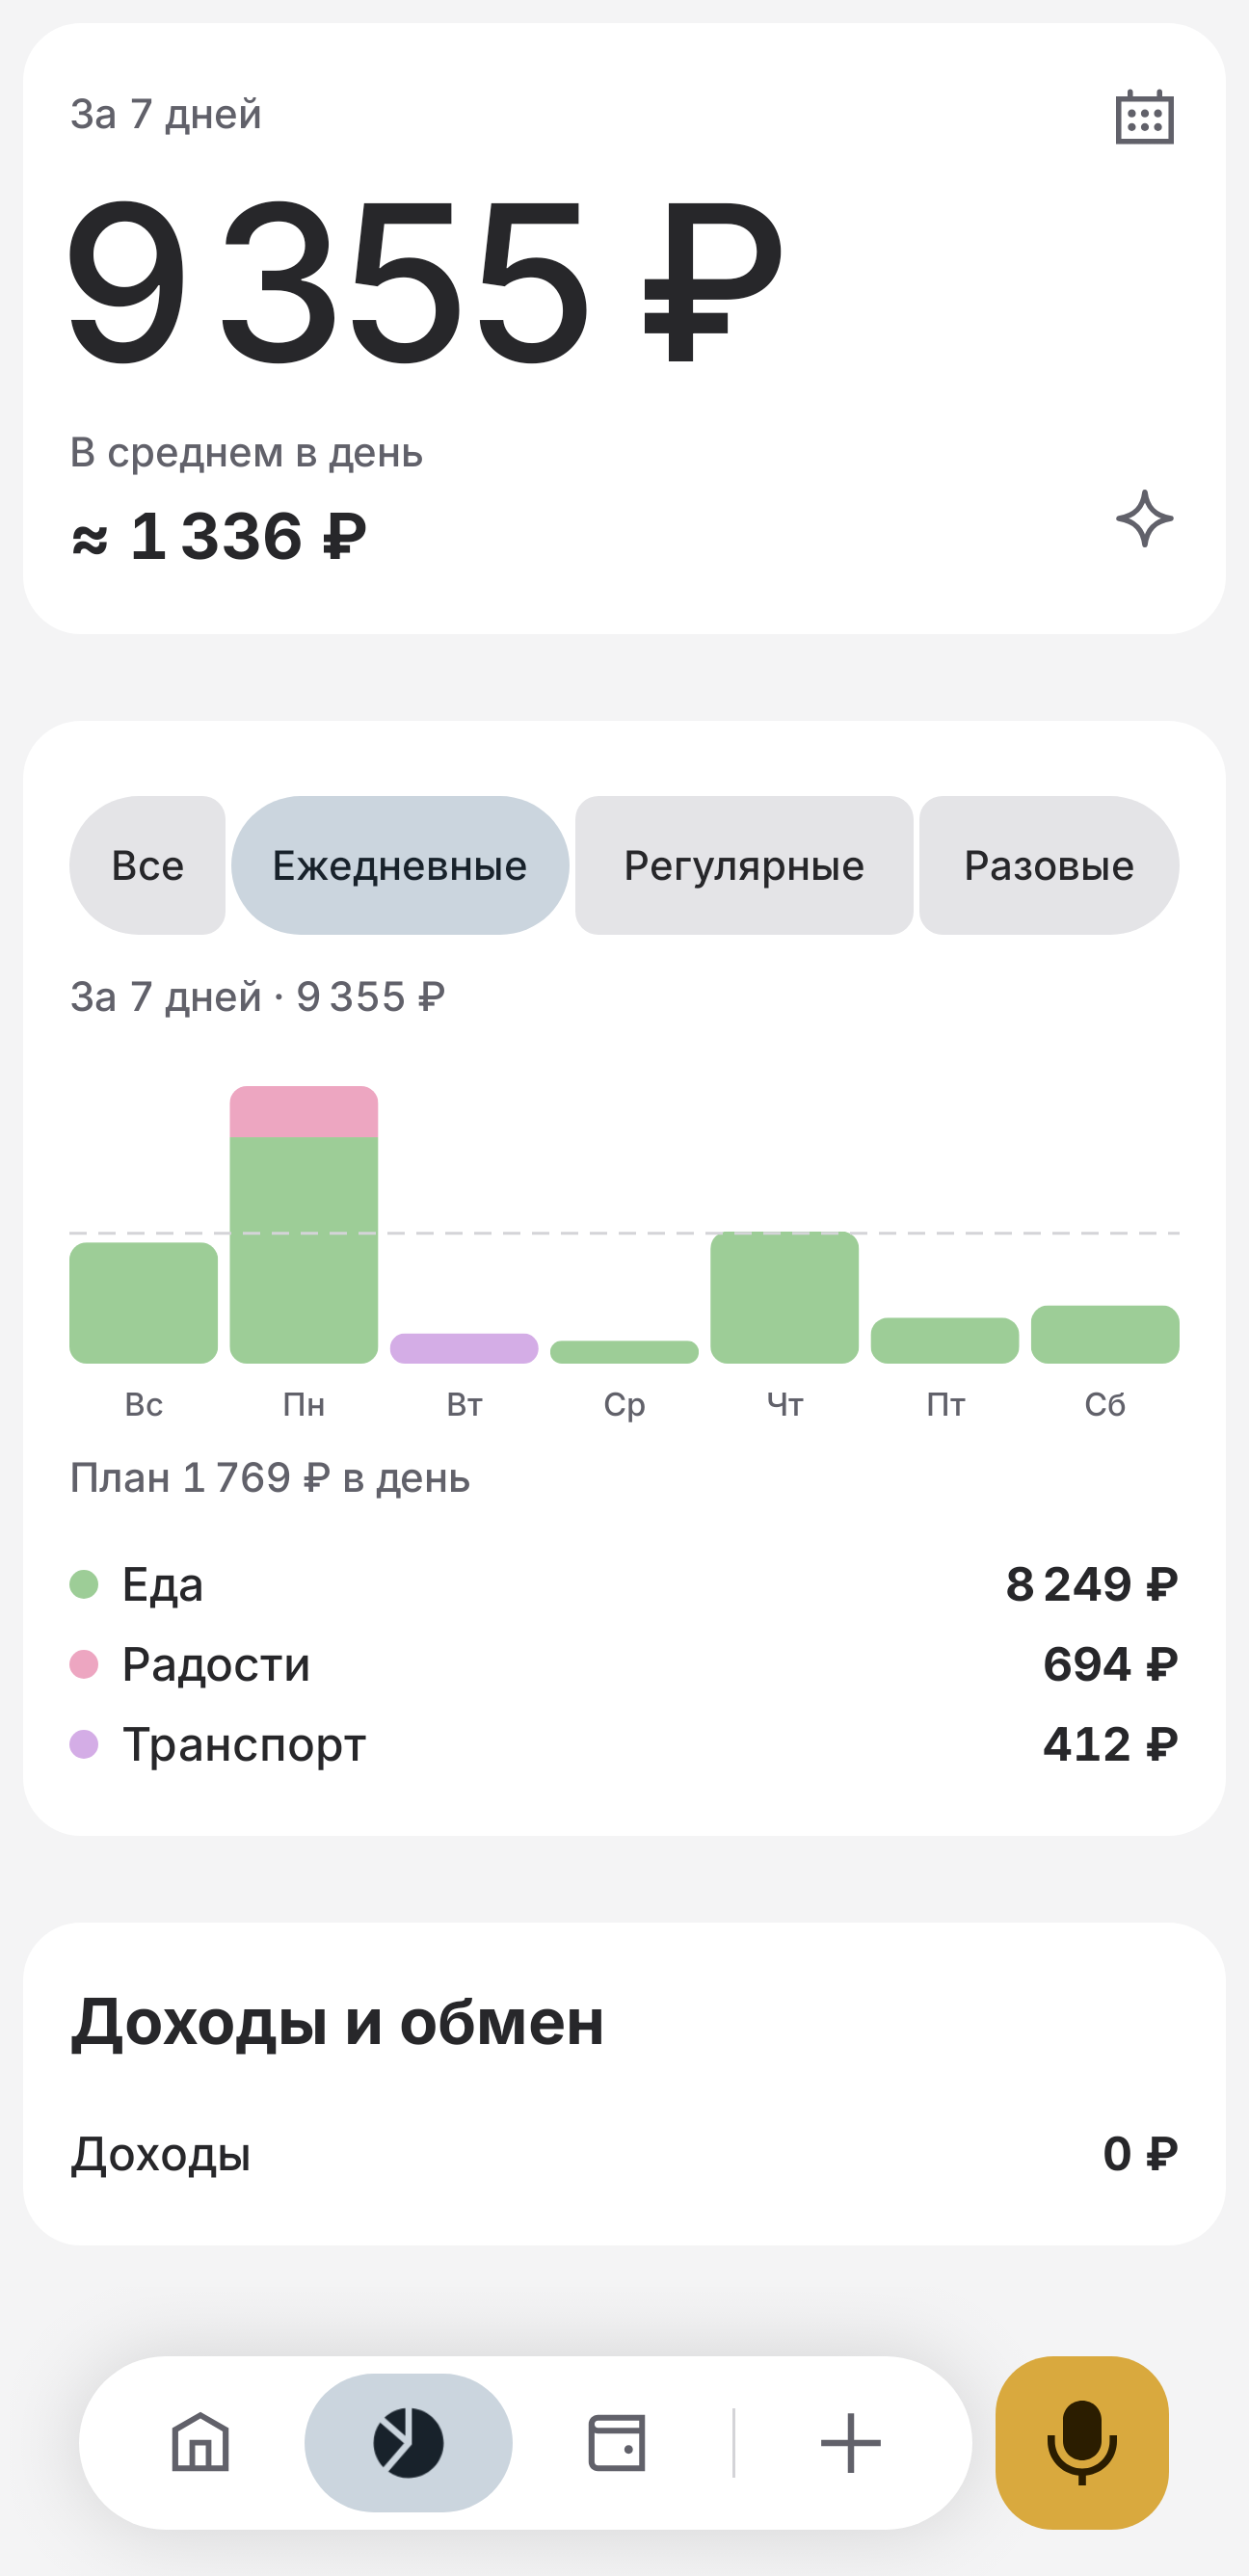 За 7 дней
9 355 ₽
В среднем в день
≈ 1 336 ₽
Все Ежедневные Регулярные Разовые
За 7 дней · 9 355 ₽
Вс Пн Вт Ср Чт Пт Сб
План 1 769 ₽ в день
Еда 8 249 ₽
Радости 694 ₽
Транспорт 412 ₽
Доходы и обмен
Доходы 0 ₽